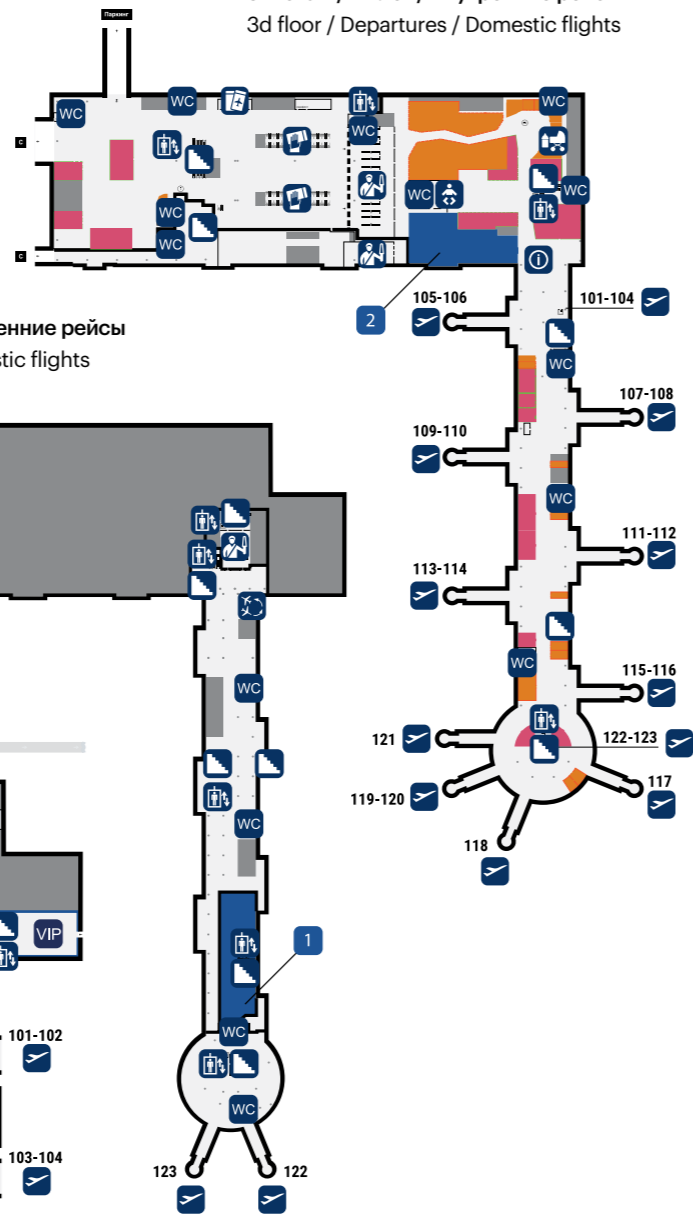 Паркинг
3d floor / Departures / Domestic flights
WC
WC
WC
C
WC
WC
WC
WC
WC
C
i
2
105-106
101-104
енние рейсы
stic flights
WC
107-108
109-110
WC
111-112
113-114
WC
WC
115-116
121
122-123
119-120
117
118
WC
VIP
1
WC
101-102
WC
103-104
123
122